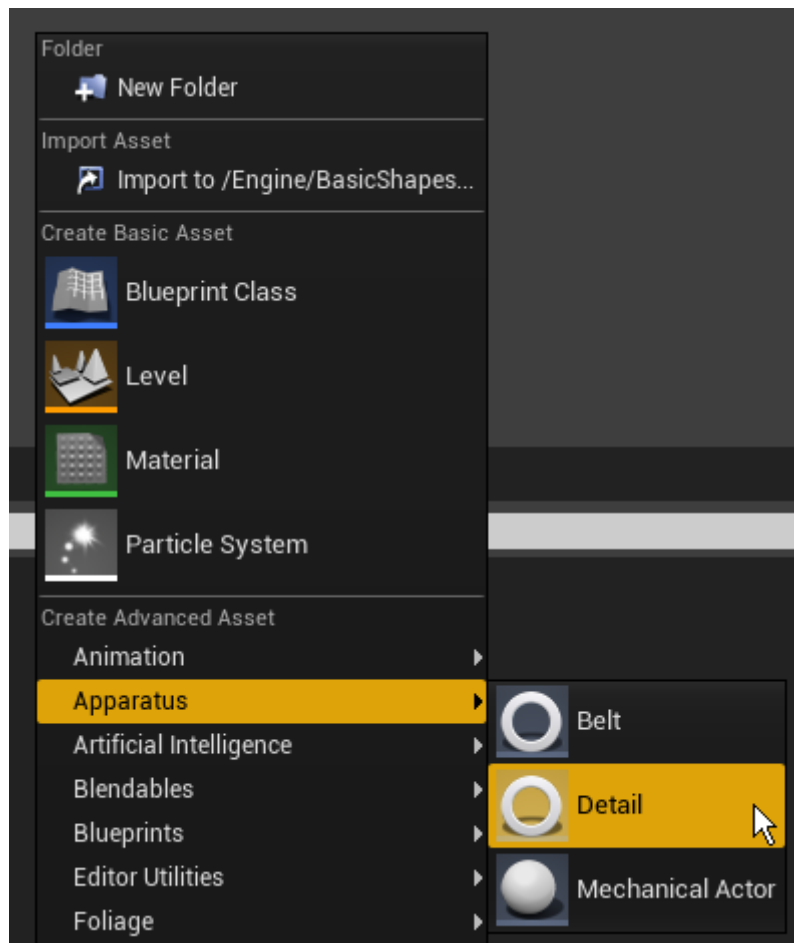 Folder
New Folder
Import Asset
Import to /Engine/BasicShapes...
Create Basic Asset
Blueprint Class
Level
Material
Particle System
Create Advanced Asset
Animation
Apparatus
Artificial Intelligence
Blendables
Blueprints
Editor Utilities
Foliage
Belt
Detail
Mechanical Actor